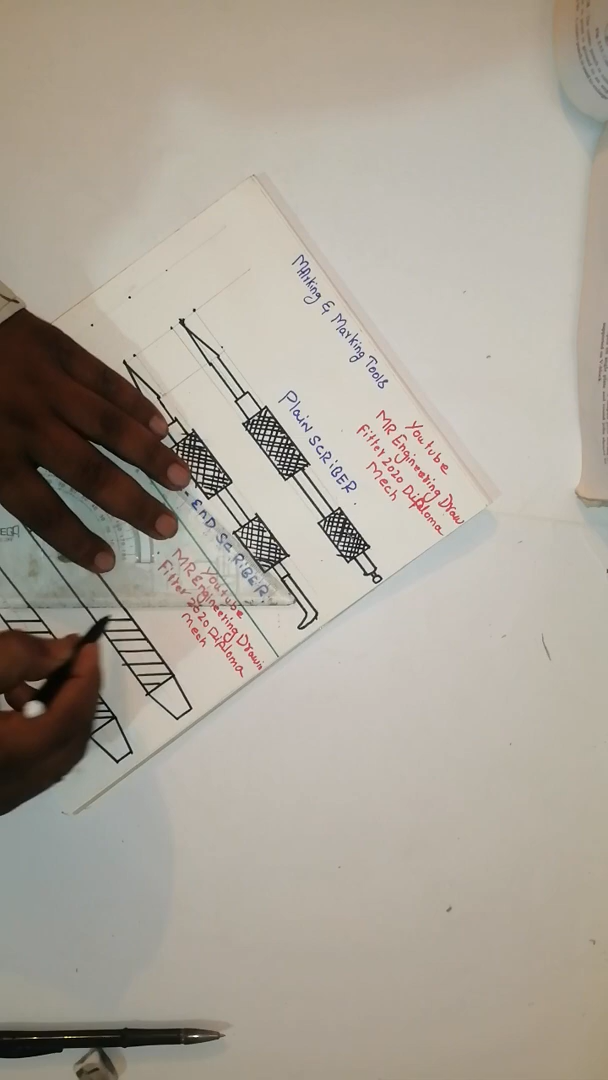 MArking & Marking Tools
Plain SCRIBER.
Youtube
MR Engineering Draw
Fitter 2020 Diploma
Mech
-END SCRIBER.
Youtube
MR Engineering Drawin
Fitter 2020 Diploma
Mech